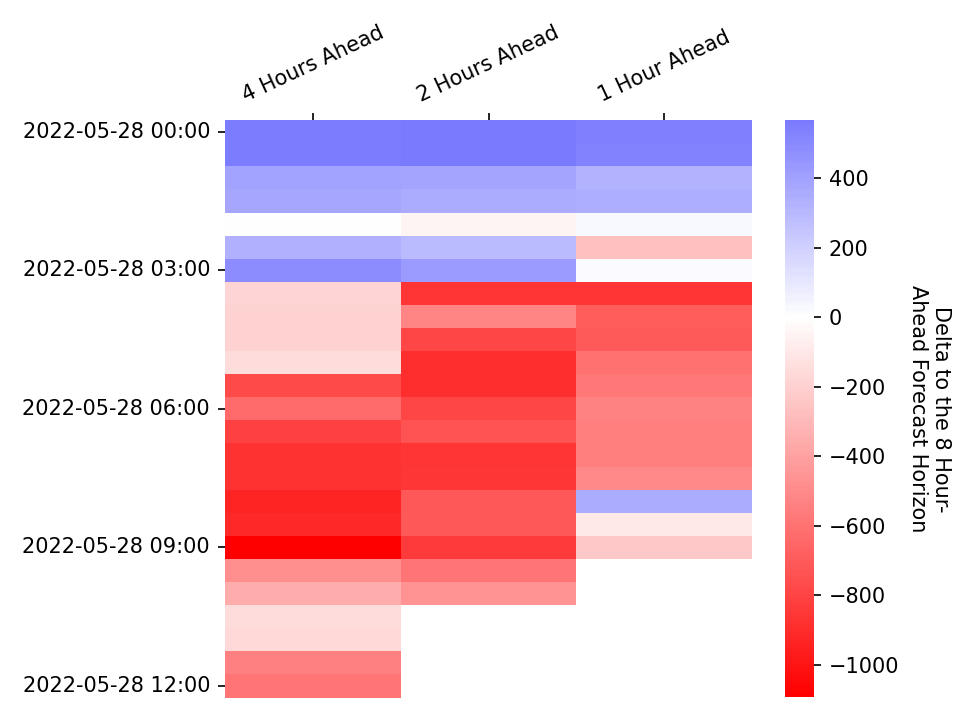 4 Hours Ahead
2 Hours Ahead
1 Hour Ahead
2022-05-28 00:00
2022-05-28 03:00
2022-05-28 06:00
2022-05-28 09:00
2022-05-28 12:00
400
200
0
−200
−400
−600
−800
−1000
Delta to the 8 Hour-
Ahead Forecast Horizon